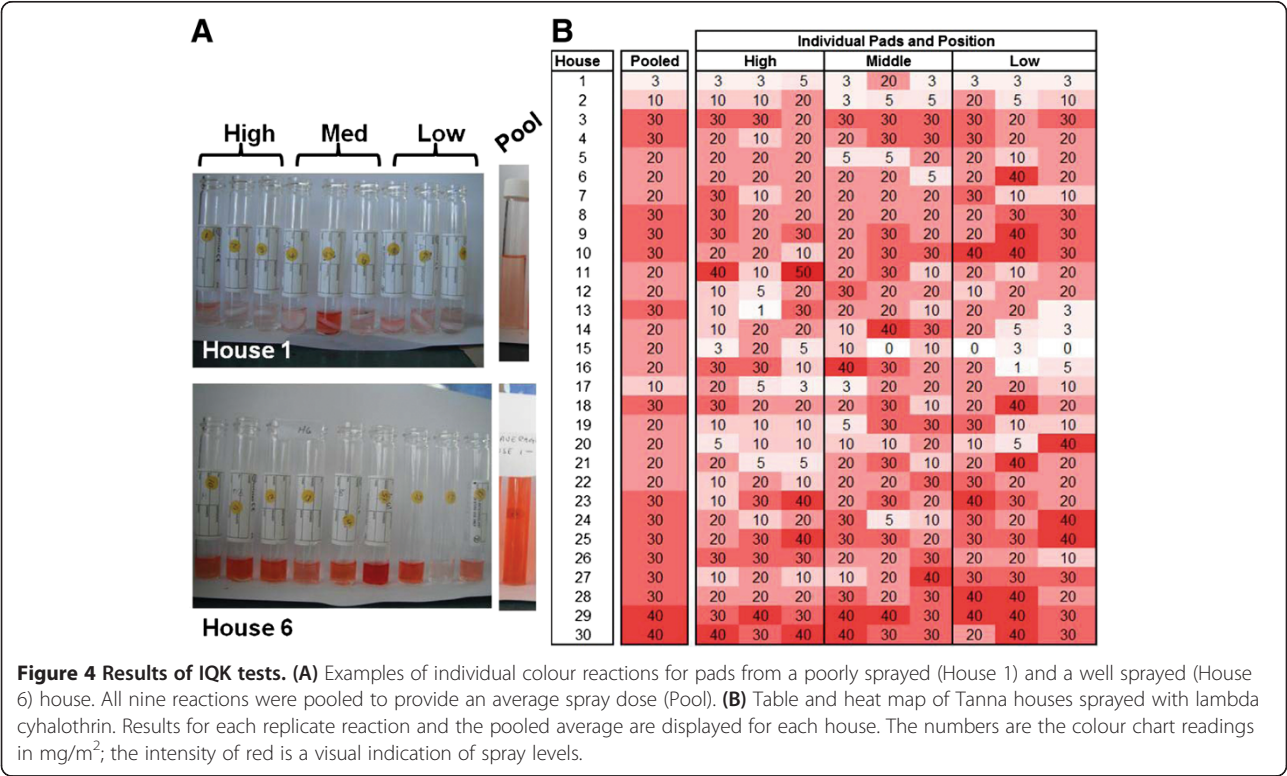 A
High Med Low Pool
House 1
H6
House 6
B
Individual Pads and Position
House Pooled High Middle Low
1 3 3 3 5 3 20 3 3 3 3
2 10 10 10 20 3 5 5 20 5 10
3 30 30 30 20 30 30 30 30 20 30
4 30 20 10 20 20 30 30 30 20 20
5 20 20 20 20 5 5 20 20 10 20
6 20 20 20 20 20 20 5 20 40 20
7 20 30 10 20 20 20 20 30 10 10
8 30 30 20 20 20 20 20 20 30 30
9 30 30 20 30 20 30 20 20 40 30
10 30 20 20 10 20 30 30 40 40 30
11 20 40 10 50 20 30 10 20 10 20
12 20 10 5 20 30 20 20 10 20 20
13 30 10 1 30 20 20 10 20 20 3
14 20 10 20 20 10 40 30 20 5 3
15 20 3 20 5 10 0 10 0 3 0
16 20 30 30 10 40 30 20 20 1 5
17 10 20 5 3 3 20 20 20 20 10
18 30 30 20 20 20 30 10 20 40 20
19 20 10 10 10 5 30 30 30 10 10
20 20 5 10 10 10 10 20 10 5 40
21 20 20 5 5 20 30 10 20 40 20
22 20 10 20 10 20 20 30 30 20 20
23 30 10 30 40 20 30 20 40 30 20
24 30 20 10 20 30 5 10 30 20 40
25 30 20 30 40 30 30 20 30 30 40
26 30 30 30 30 20 20 30 20 20 10
27 30 10 20 10 10 20 40 30 30 30
28 30 20 20 20 30 20 30 40 40 20
29 40 30 40 30 40 40 30 40 40 30
30 40 40 30 40 40 30 30 20 40 30
Figure 4 Results of IQK tests. (A) Examples of individual colour reactions for pads from a poorly sprayed (House 1) and a well sprayed (House
6) house. All nine reactions were pooled to provide an average spray dose (Pool). (B) Table and heat map of Tanna houses sprayed with lambda
cyhalothrin. Results for each replicate reaction and the pooled average are displayed for each house. The numbers are the colour chart readings
in mg/m²; the intensity of red is a visual indication of spray levels.